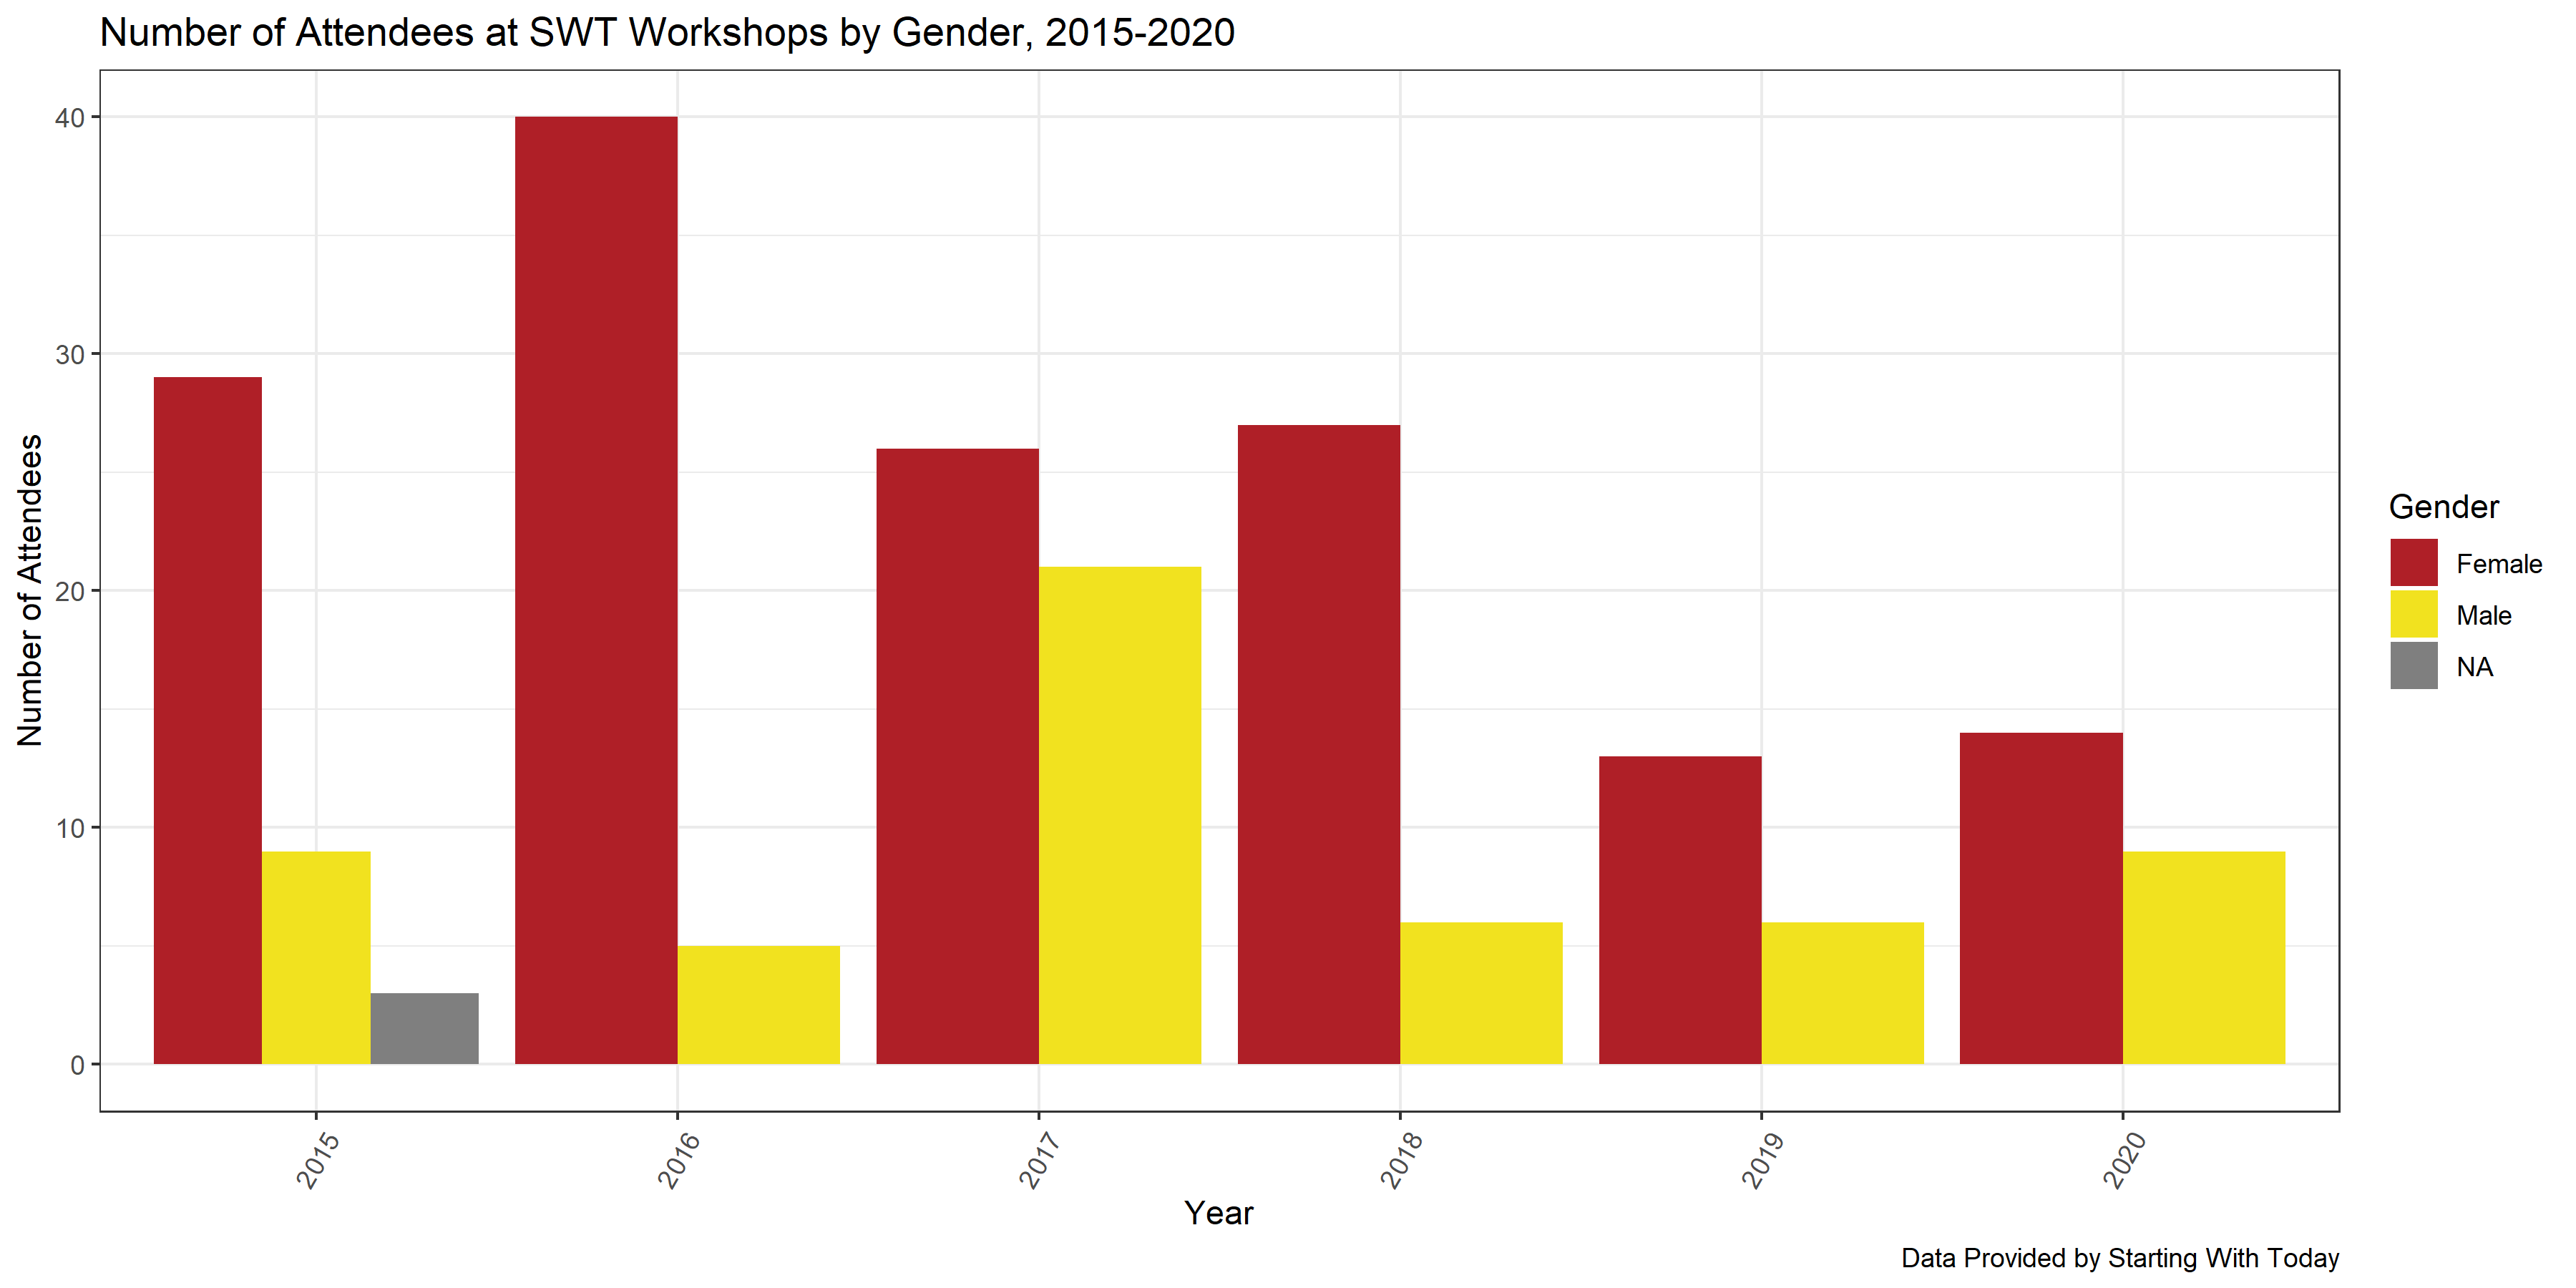 Number of Attendees at SWT Workshops by Gender, 2015-2020
Number of Attendees
40
30
20
10
0
2015
2016
2017
2018
2019
2020
Year
Gender
Female
Male
NA
Data Provided by Starting With Today